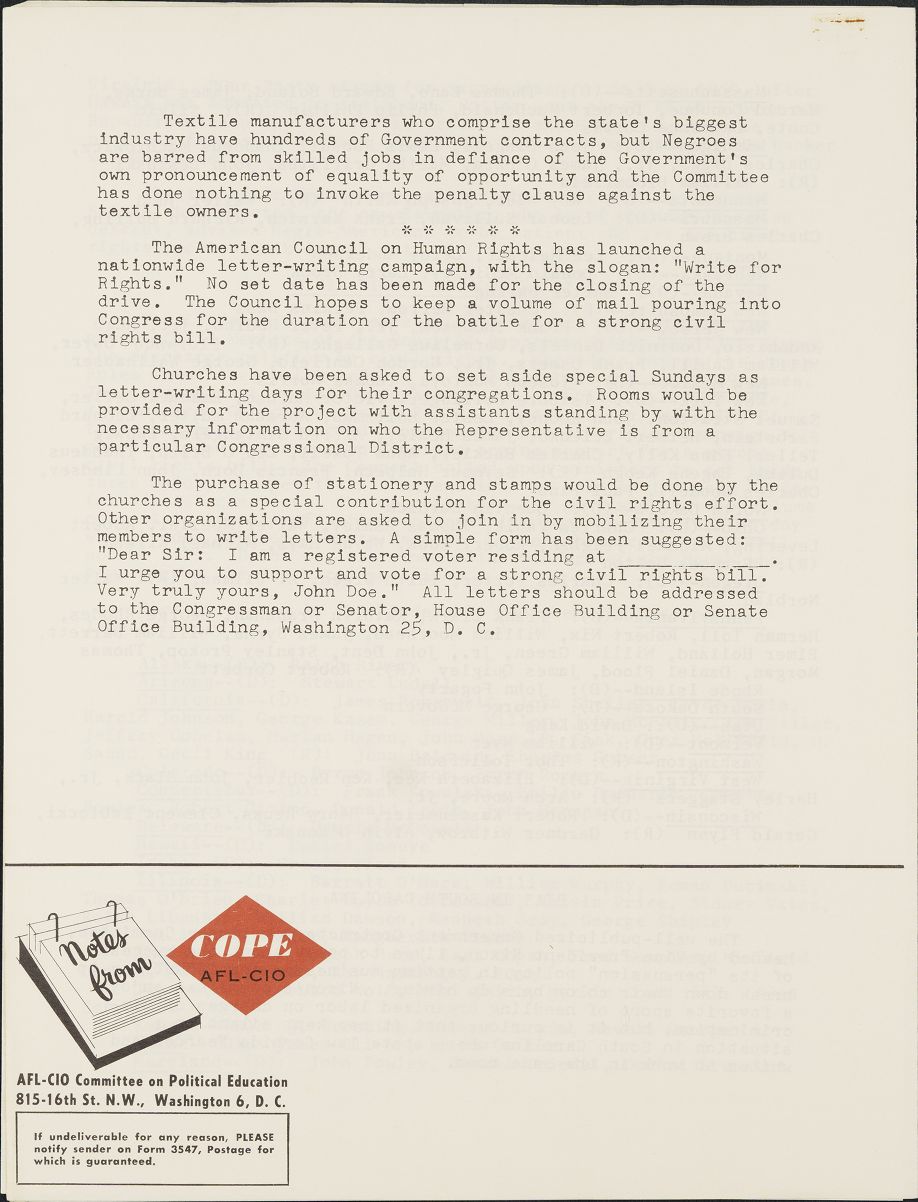 Textile manufacturers who comprise the state's biggest
industry have hundreds of Government contracts, but Negroes
are barred from skilled jobs in defiance of the Government's
own pronouncement of equality of opportunity and the Committee
has done nothing to invoke the penalty clause against the
textile owners.
* * * * * *
The American Council on Human Rights has launched a
nationwide letter-writing campaign, with the slogan: "Write for
Rights." No set date has been made for the closing of the
drive. The Council hopes to keep a volume of mail pouring into
Congress for the duration of the battle for a strong civil
rights bill.
Churches have been asked to set aside special Sundays as
letter-writing days for their congregations. Rooms would be
provided for the project with assistants standing by with the
necessary information on who the Representative is from a
particular Congressional District.
The purchase of stationery and stamps would be done by the
churches as a special contribution for the civil rights effort.
Other organizations are asked to join in by mobilizing their
members to write letters. A simple form has been suggested:
"Dear Sir: I am a registered voter residing at ______________.
I urge you to support and vote for a strong civil rights bill.
Very truly yours, John Doe." All letters should be addressed
to the Congressman or Senator, House Office Building or Senate
Office Building, Washington 25, D. C.
Notes
from
COPE
AFL-CIO
AFL-CIO Committee on Political Education
815-16th St. N.W., Washington 6, D. C.
If undeliverable for any reason, PLEASE
notify sender on Form 3547, Postage for
which is guaranteed.